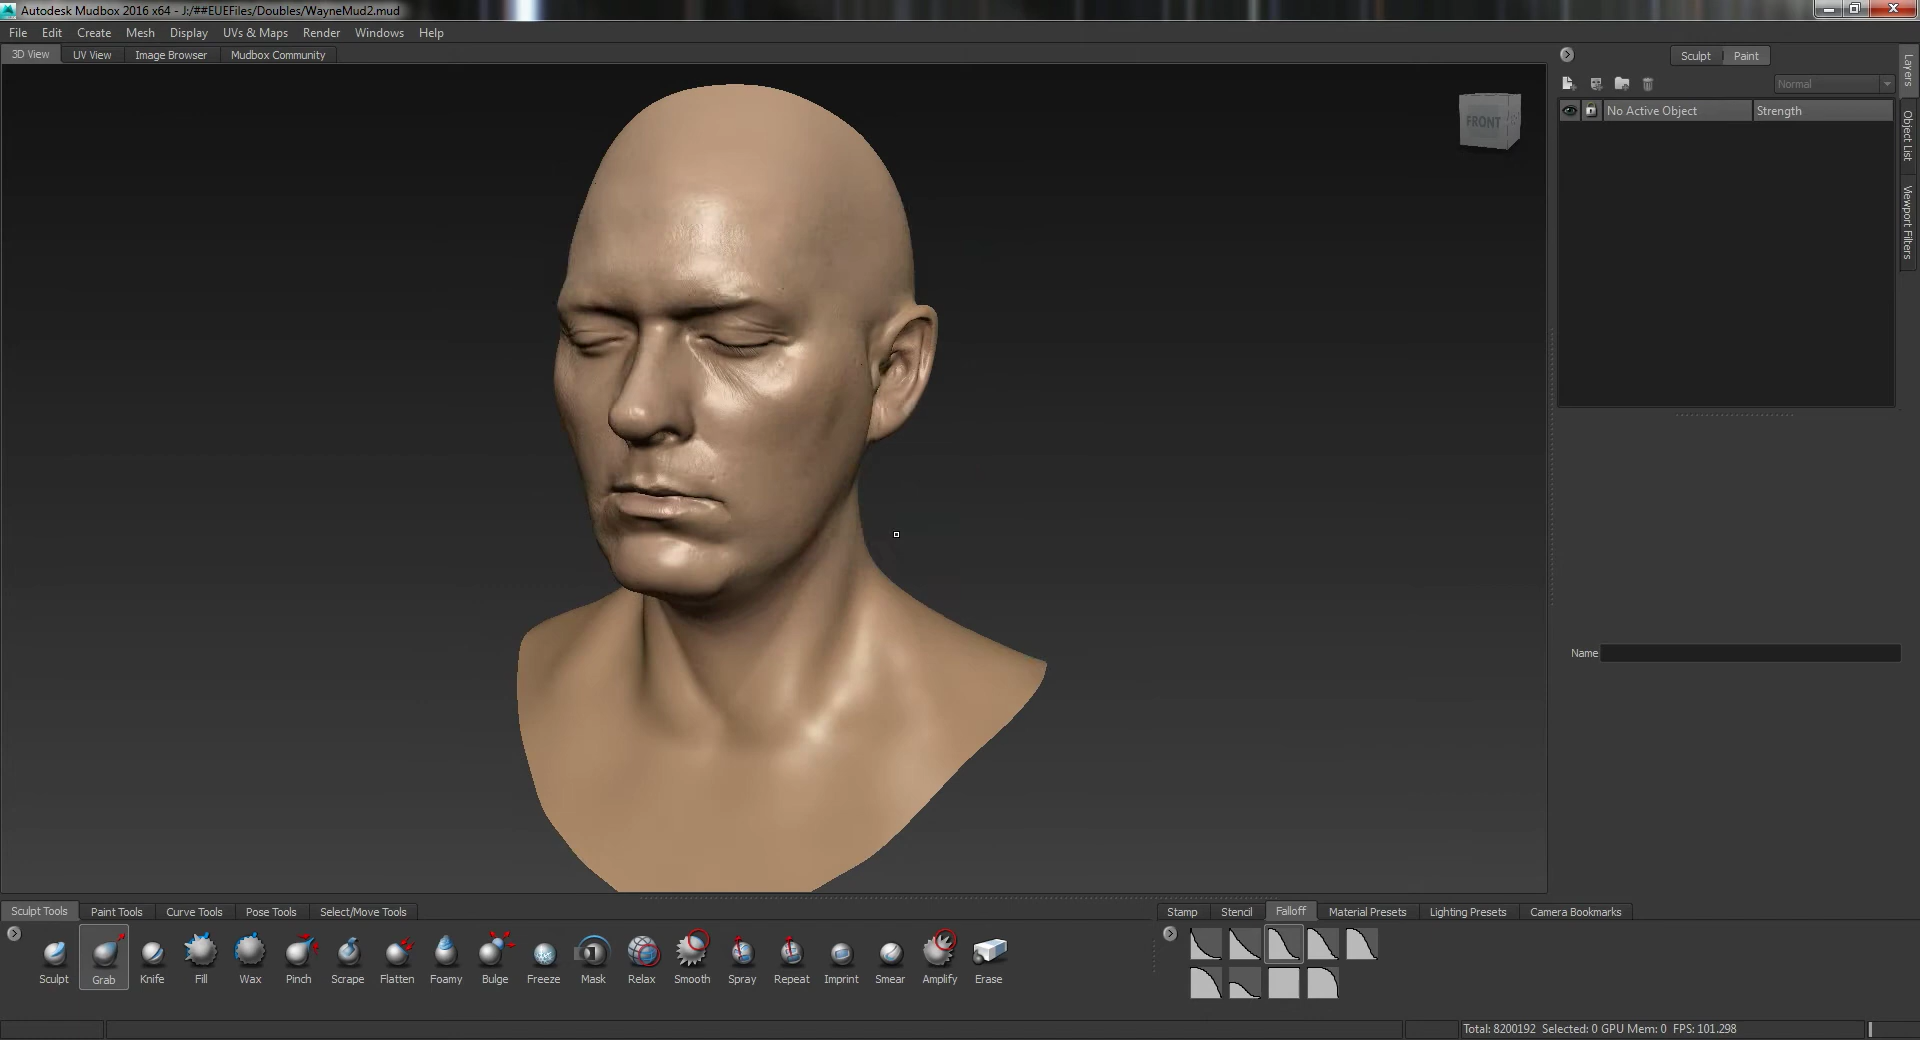 Autodesk Mudbox 2016 x64 - J:/##EUEFiles/Doubles/WayneMud2.mud
File Edit Create Mesh Display UVs & Maps Render Windows Help
3D View UV View Image Browser Mudbox Community
Sculpt Paint
Normal
No Active Object Strength
FRONT
Layers
Object List
Viewport Filters
Name
Sculpt Tools Paint Tools Curve Tools Pose Tools Select/Move Tools
Sculpt Grab Knife Fill Wax Pinch Scrape Flatten Foamy Bulge Freeze Mask Relax Smooth Spray Repeat Imprint Smear Amplify Erase
Stamp Stencil Falloff Material Presets Lighting Presets Camera Bookmarks
Total: 8200192 Selected: 0 GPU Mem: 0 FPS: 101.298